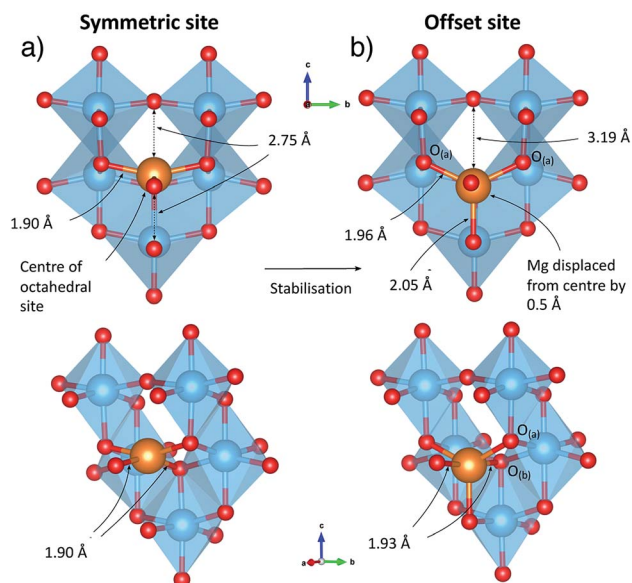 Symmetric site
Offset site
a)
b)
c
b
2.75 Å
3.19 Å
O(a)
O(a)
1.90 Å
1.96 Å
Centre of
octahedral
site
Stabilisation
2.05 Å
Mg displaced
from centre by
0.5 Å
O(a)
O(b)
1.90 Å
1.93 Å
c
a
b